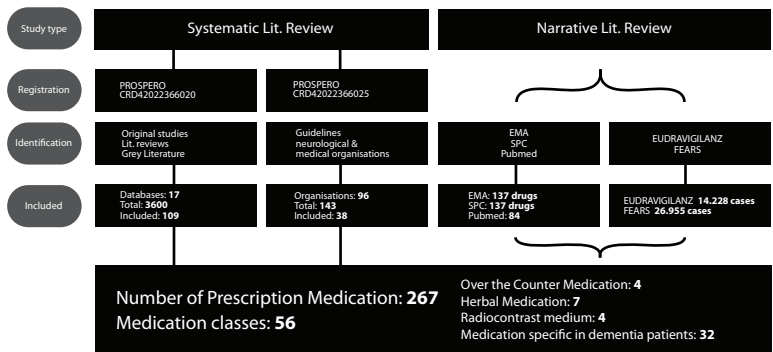 Study type
Systematic Lit. Review
Narrative Lit. Review
Registration
PROSPERO
CRD42022366020
PROSPERO
CRD42022366025
Identification
Original studies
Lit. reviews
Grey Literature
Guidelines
neurological &
medical organisations
EMA
SPC
Pubmed
EUDRAVIGILANZ
FEARS
Included
Databases: 17
Total: 3600
Included: 109
Organisations: 96
Total: 143
Included: 38
EMA: 137 drugs
SPC: 137 drugs
Pubmed: 84
EUDRAVIGILANZ 14.228 cases
FEARS 26.955 cases
Number of Prescription Medication: 267
Medication classes: 56
Over the Counter Medication: 4
Herbal Medication: 7
Radiocontrast medium: 4
Medication specific in dementia patients: 32